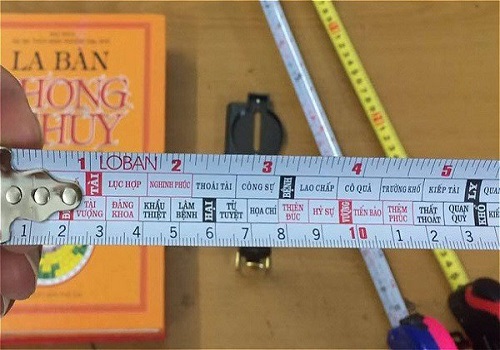 LA BÀN
PHONG
THỦY
1 LOBAN 2 3 4 5
TÀI LỤC HỢP NGHINH PHÚC THOÁI TÀI CÔNG SỰ BỆNH LAO CHẤP CÔ QUẢ TRƯỜNG KHỐ KIẾP TÀI LY QUAN
TÀI VƯỢNG ĐĂNG KHOA KHẨU THIỆT LÂM BỆNH HẠI TỬ TUYỆT HỌA CHÍ THIÊN ĐỨC HỶ SỰ TƯỚNG TIẾN BẢO THÊM PHÚC THẤT THOÁT QUAN QUỶ KHỔ
1 2 3 4 5 6 7 8 9 10 1 2 3